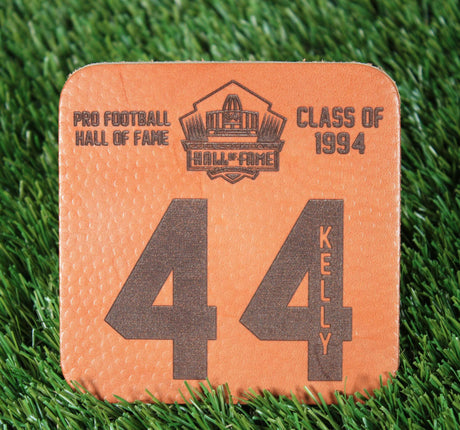 PRO FOOTBALL
HALL OF FAME
HALL OF FAME
CLASS OF
1994
44
KELLY